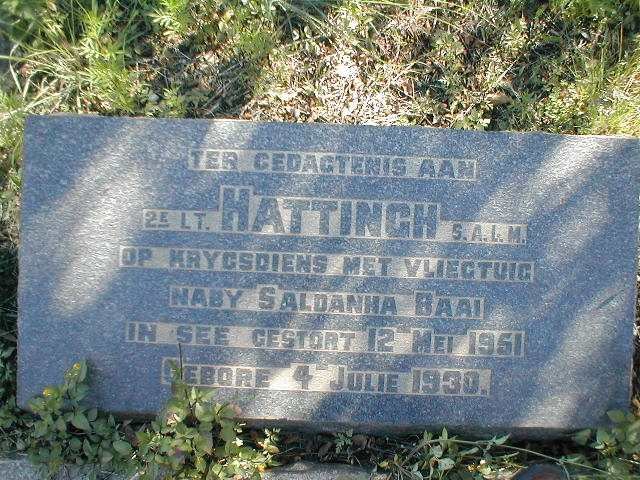 TER GEDAGTENIS AAN
2E LT. HATTINGH S.A.L.M.
OP KRYGSDIENS MET VLIEGTUIG
NABY SALDANHA BAAI
IN SEE GESTORT 12 MEI 1951
GEBORE 4 JULIE 1930.